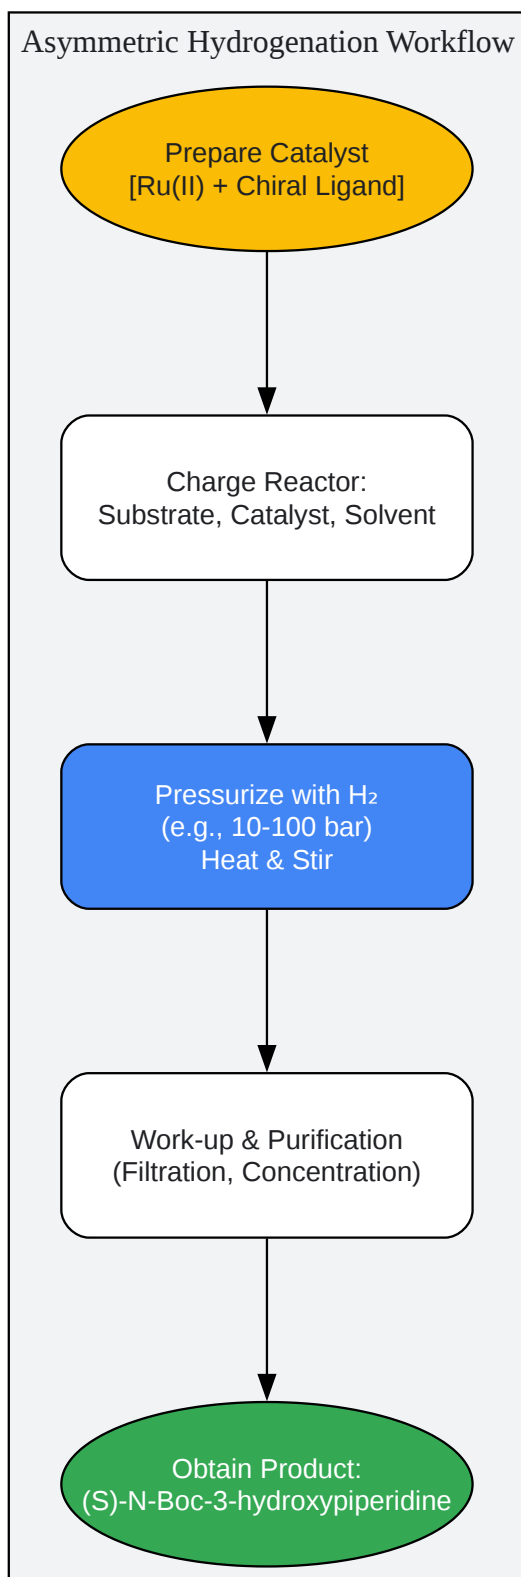 Asymmetric Hydrogenation Workflow
Prepare Catalyst
[Ru(II) + Chiral Ligand]
Charge Reactor:
Substrate, Catalyst, Solvent
Pressurize with H₂
(e.g., 10-100 bar)
Heat & Stir
Work-up & Purification
(Filtration, Concentration)
Obtain Product:
(S)-N-Boc-3-hydroxypiperidine